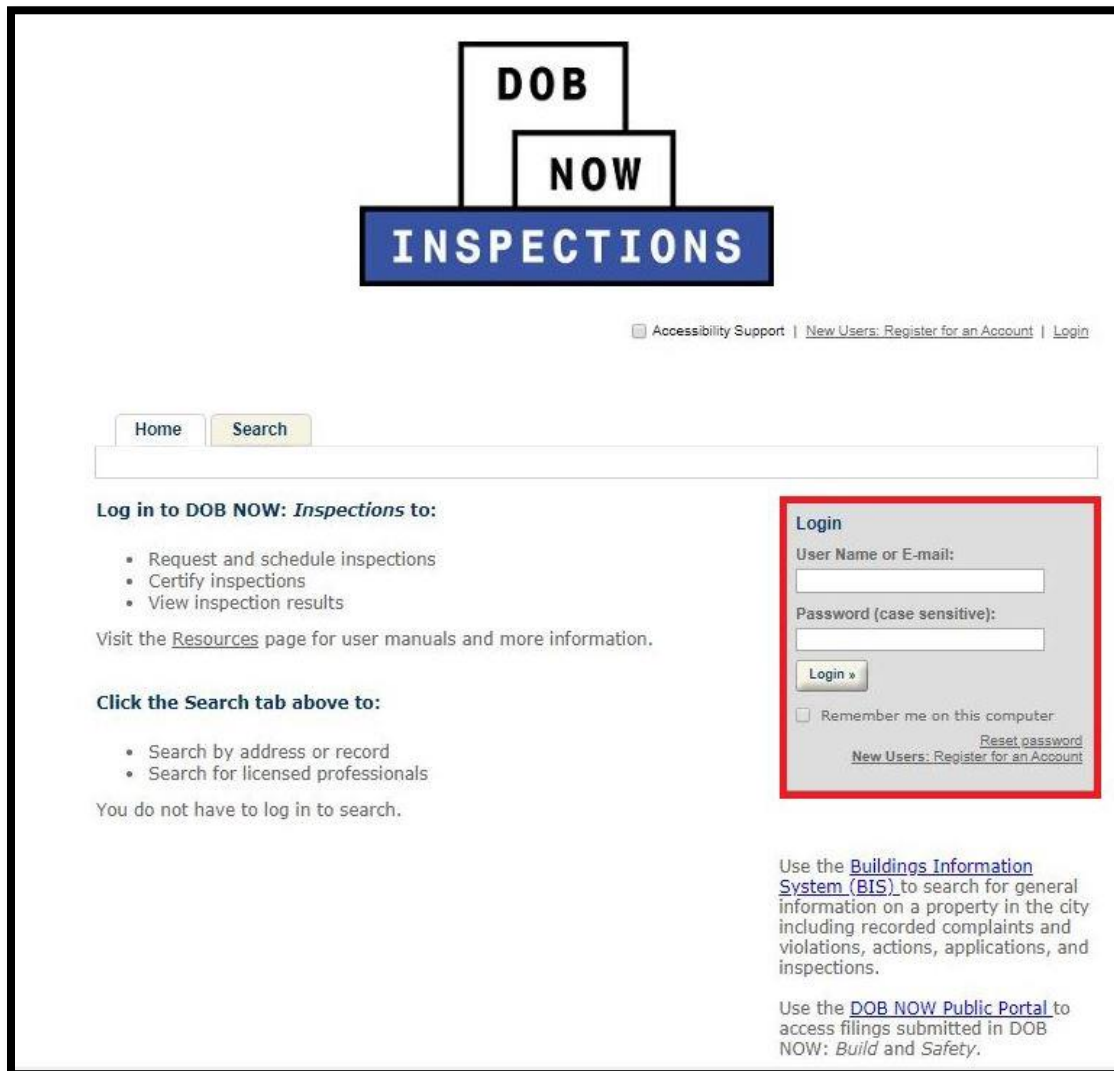 DOB
NOW
INSPECTIONS
Accessibility Support | New Users: Register for an Account | Login
Home Search
Log in to DOB NOW: Inspections to:
• Request and schedule inspections
• Certify inspections
• View inspection results
Visit the Resources page for user manuals and more information.
Click the Search tab above to:
• Search by address or record
• Search for licensed professionals
You do not have to log in to search.
Login
User Name or E-mail:
Password (case sensitive):
Login »
Remember me on this computer
Reset password
New Users: Register for an Account
Use the Buildings Information
System (BIS) to search for general
information on a property in the city
including recorded complaints and
violations, actions, applications, and
inspections.
Use the DOB NOW Public Portal to
access filings submitted in DOB
NOW: Build and Safety.